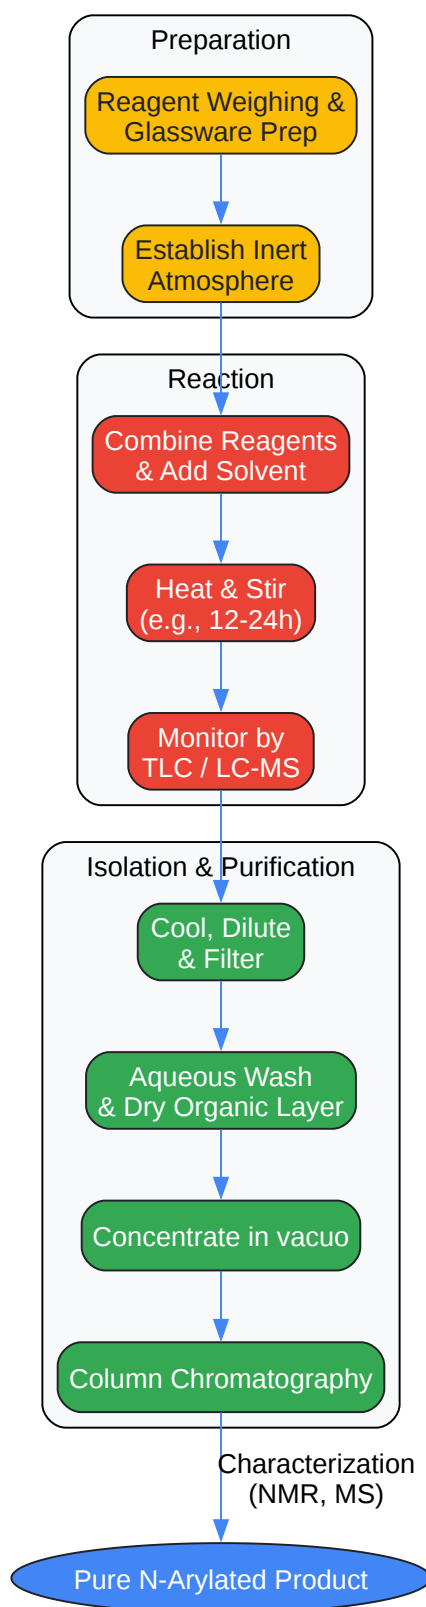 Preparation
Reagent Weighing &
Glassware Prep
Establish Inert
Atmosphere
Reaction
Combine Reagents
& Add Solvent
Heat & Stir
(e.g., 12-24h)
Monitor by
TLC / LC-MS
Isolation & Purification
Cool, Dilute
& Filter
Aqueous Wash
& Dry Organic Layer
Concentrate in vacuo
Column Chromatography
Characterization
(NMR, MS)
Pure N-Arylated Product